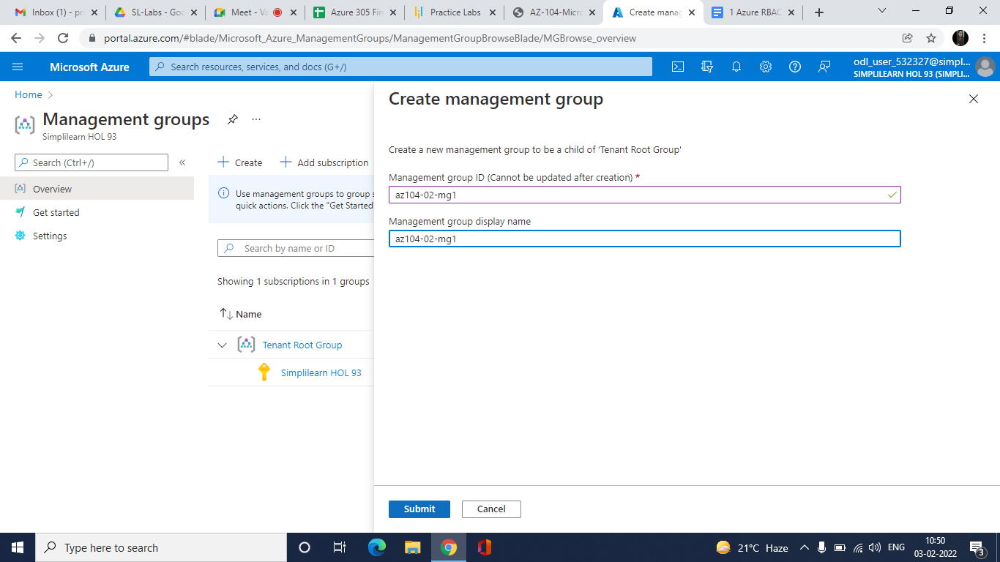 Inbox (1) - pr
SL-Labs - Goo
Meet - Va
Azure 305 Fin
Practice Labs
AZ-104-Micro
Create manag
1 Azure RBAC
portal.azure.com/#blade/Microsoft_Azure_ManagementGroups/ManagementGroupBrowseBlade/MGBrowse_overview
Microsoft Azure
Search resources, services, and docs (G+/)
odl_user_532327@simpl...
SIMPLILEARN HOL 93 (SIMPLI...
Home
Management groups
...
Simplilearn HOL 93
Search (Ctrl+/)
«
Overview
Get started
Settings
Create
Add subscription
Use management groups to group s
quick actions. Click the "Get Started"
Search by name or ID
Showing 1 subscriptions in 1 groups
Name
Tenant Root Group
Simplilearn HOL 93
Create management group
Create a new management group to be a child of 'Tenant Root Group'
Management group ID (Cannot be updated after creation) *
az104-02-mg1
Management group display name
az104-02-mg1
Submit
Cancel
Type here to search
21°C Haze
ENG
10:50
03-02-2022
3